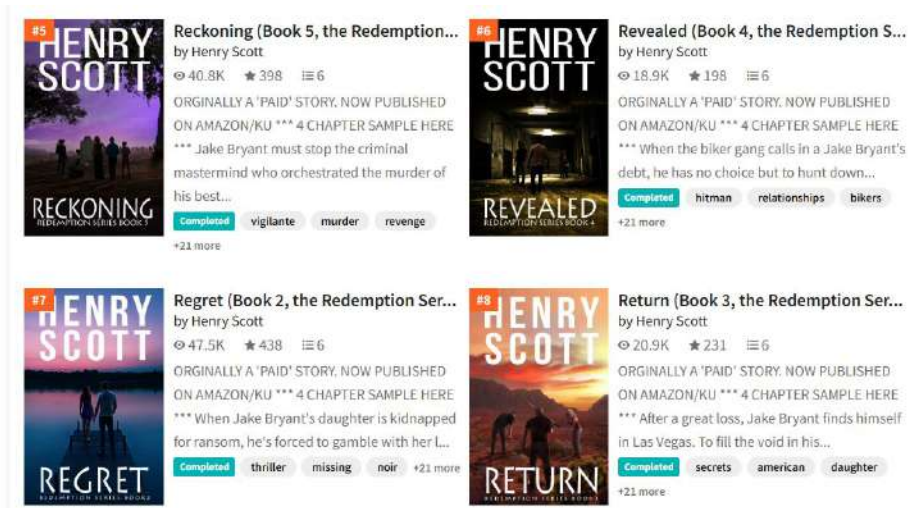 #5
HENRY
SCOTT
RECKONING
REDEMPTION SERIES BOOK 5
Reckoning (Book 5, the Redemption...
by Henry Scott
40.8K 398 6
ORGINALLY A 'PAID' STORY. NOW PUBLISHED
ON AMAZON/KU *** 4 CHAPTER SAMPLE HERE
*** Jake Bryant must stop the criminal
mastermind who orchestrated the murder of
his best...
Completed vigilante murder revenge
+21 more
#6
HENRY
SCOTT
REVEALED
REDEMPTION SERIES BOOK 4
Revealed (Book 4, the Redemption S...
by Henry Scott
18.9K 198 6
ORGINALLY A 'PAID' STORY. NOW PUBLISHED
ON AMAZON/KU *** 4 CHAPTER SAMPLE HERE
*** When the biker gang calls in a Jake Bryant's
debt, he has no choice but to hunt down...
Completed hitman relationships bikers
+21 more
#7
HENRY
SCOTT
REGRET
REDEMPTION SERIES BOOK 2
Regret (Book 2, the Redemption Ser...
by Henry Scott
47.5K 438 6
ORGINALLY A 'PAID' STORY. NOW PUBLISHED
ON AMAZON/KU *** 4 CHAPTER SAMPLE HERE
*** When Jake Bryant's daughter is kidnapped
for ransom, he's forced to gamble with her l...
Completed thriller missing noir +21 more
#8
HENRY
SCOTT
RETURN
REDEMPTION SERIES BOOK 3
Return (Book 3, the Redemption Ser...
by Henry Scott
20.9K 231 6
ORGINALLY A 'PAID' STORY. NOW PUBLISHED
ON AMAZON/KU *** 4 CHAPTER SAMPLE HERE
*** After a great loss, Jake Bryant finds himself
in Las Vegas. To fill the void in his...
Completed secrets american daughter
+21 more